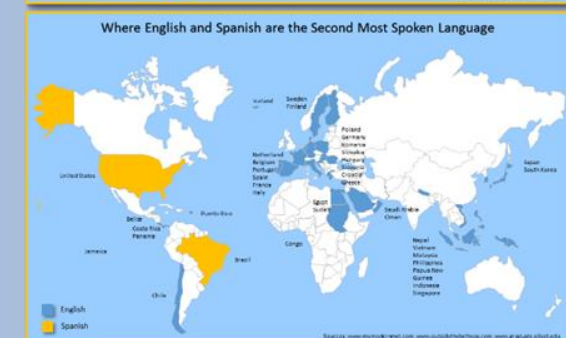 Where English and Spanish are the Second Most Spoken Language
Iceland
Sweden
Finland
Poland
Germany
Romania
Slovakia
Hungary
Slovenia
Croatia
Greece
Netherland
Belgium
Portugal
Spain
France
Italy
Japan
South Korea
United States
Belize
Puerto Rico
Costa Rica
Panama
Egypt
Sudan
Saudi Arabia
Oman
Jamaica
Congo
Brazil
Nepal
Vietnam
Malaysia
Philippines
Papua New
Guinea
Indonesia
Singapore
Chile
English
Spanish